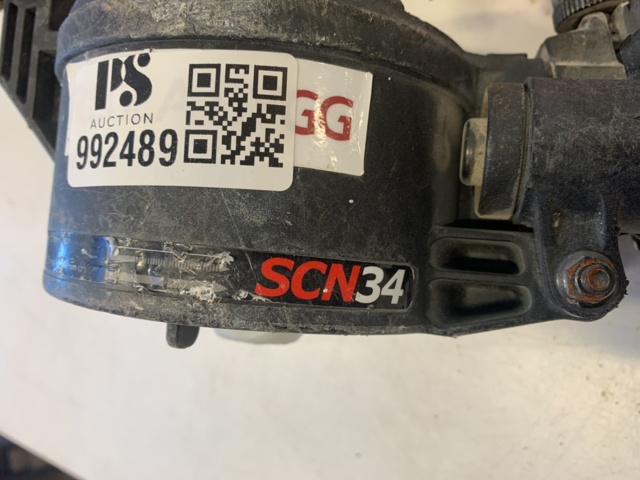 PS
AUCTION
992489
GG
SCN34